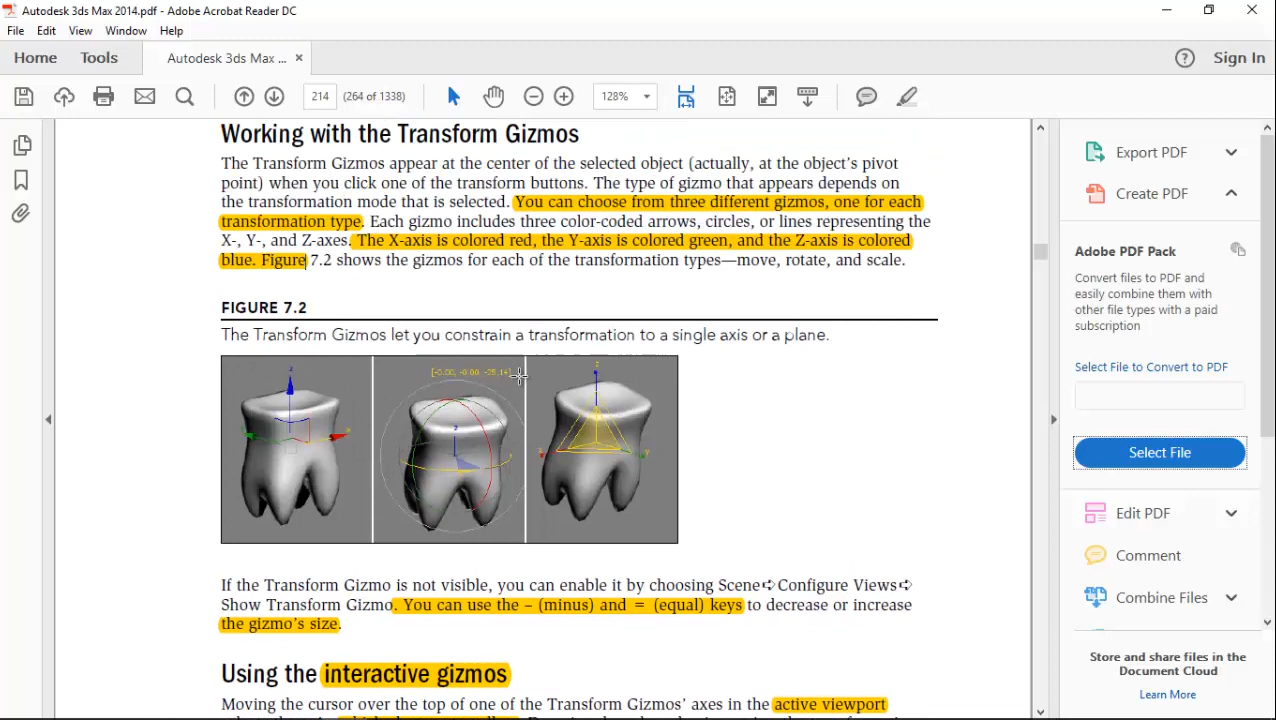 Autodesk 3ds Max 2014.pdf - Adobe Acrobat Reader DC
File Edit View Window Help
Home Tools Autodesk 3ds Max ... × Sign In
214 (264 of 1338) 128%
Working with the Transform Gizmos
The Transform Gizmos appear at the center of the selected object (actually, at the object's pivot
point) when you click one of the transform buttons. The type of gizmo that appears depends on
the transformation mode that is selected. You can choose from three different gizmos, one for each
transformation type. Each gizmo includes three color-coded arrows, circles, or lines representing the
X-, Y-, and Z-axes. The X-axis is colored red, the Y-axis is colored green, and the Z-axis is colored
blue. Figure 7.2 shows the gizmos for each of the transformation types—move, rotate, and scale.
FIGURE 7.2
The Transform Gizmos let you constrain a transformation to a single axis or a plane.
If the Transform Gizmo is not visible, you can enable it by choosing Scene➪Configure Views➪
Show Transform Gizmo. You can use the – (minus) and = (equal) keys to decrease or increase
the gizmo's size.
Using the interactive gizmos
Moving the cursor over the top of one of the Transform Gizmos' axes in the active viewport
Export PDF
Create PDF
Adobe PDF Pack
Convert files to PDF and
easily combine them with
other file types with a paid
subscription
Select File to Convert to PDF
Select File
Edit PDF
Comment
Combine Files
Store and share files in the
Document Cloud
Learn More